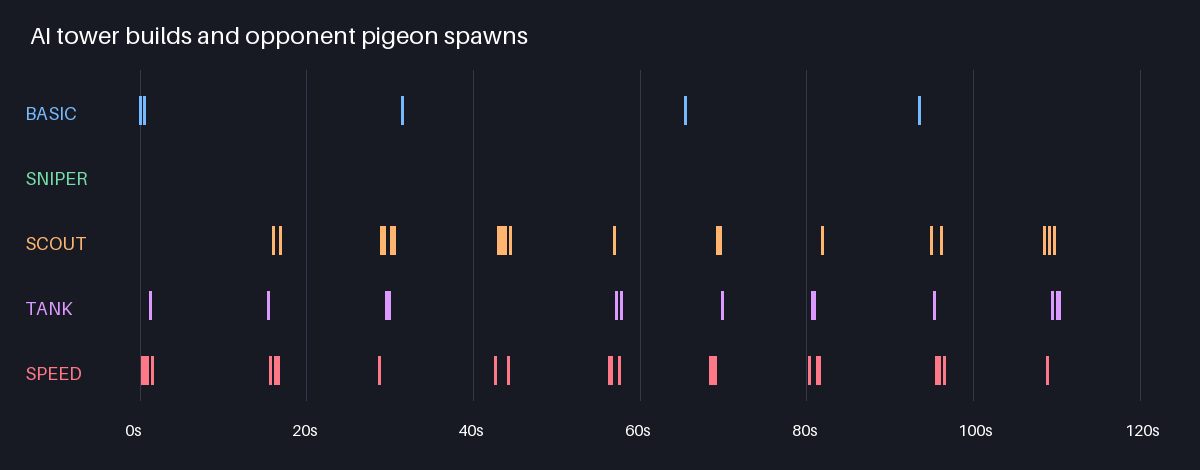 AI tower builds and opponent pigeon spawns
BASIC
SNIPER
SCOUT
TANK
SPEED
0s 20s 40s 60s 80s 100s 120s